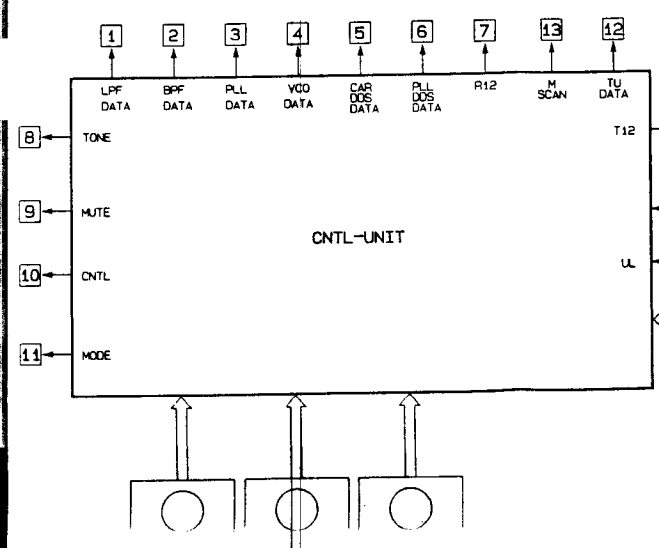 1 2 3 4 5 6 7 13 12
LPF DATA
BPF DATA
PLL DATA
VCO DATA
CAR DDS DATA
PLL DDS DATA
R12
M SCAN
TU DATA
8 TONE
T12
9 MUTE
CNTL-UNIT
UL
10 CNTL
11 MODE